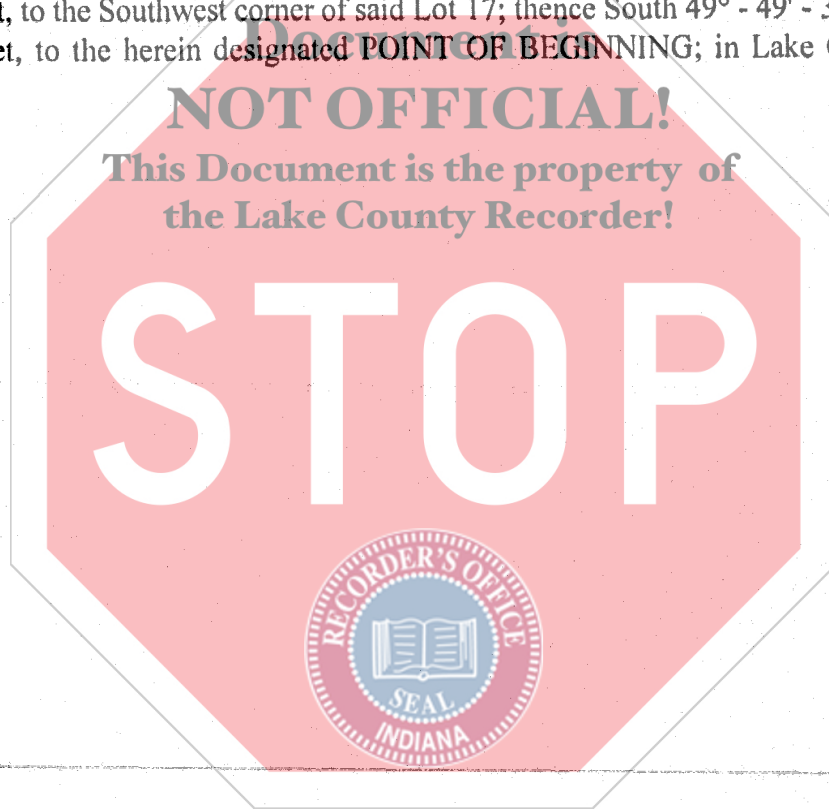 t, to the Southwest corner of said Lot 17; thence South 49° - 49' -
et, to the herein designated POINT OF BEGINNING; in Lake
Document is
NOT OFFICIAL!
This Document is the property of
the Lake County Recorder!
STOP
RECORDER'S OFFICE
SEAL
INDIANA